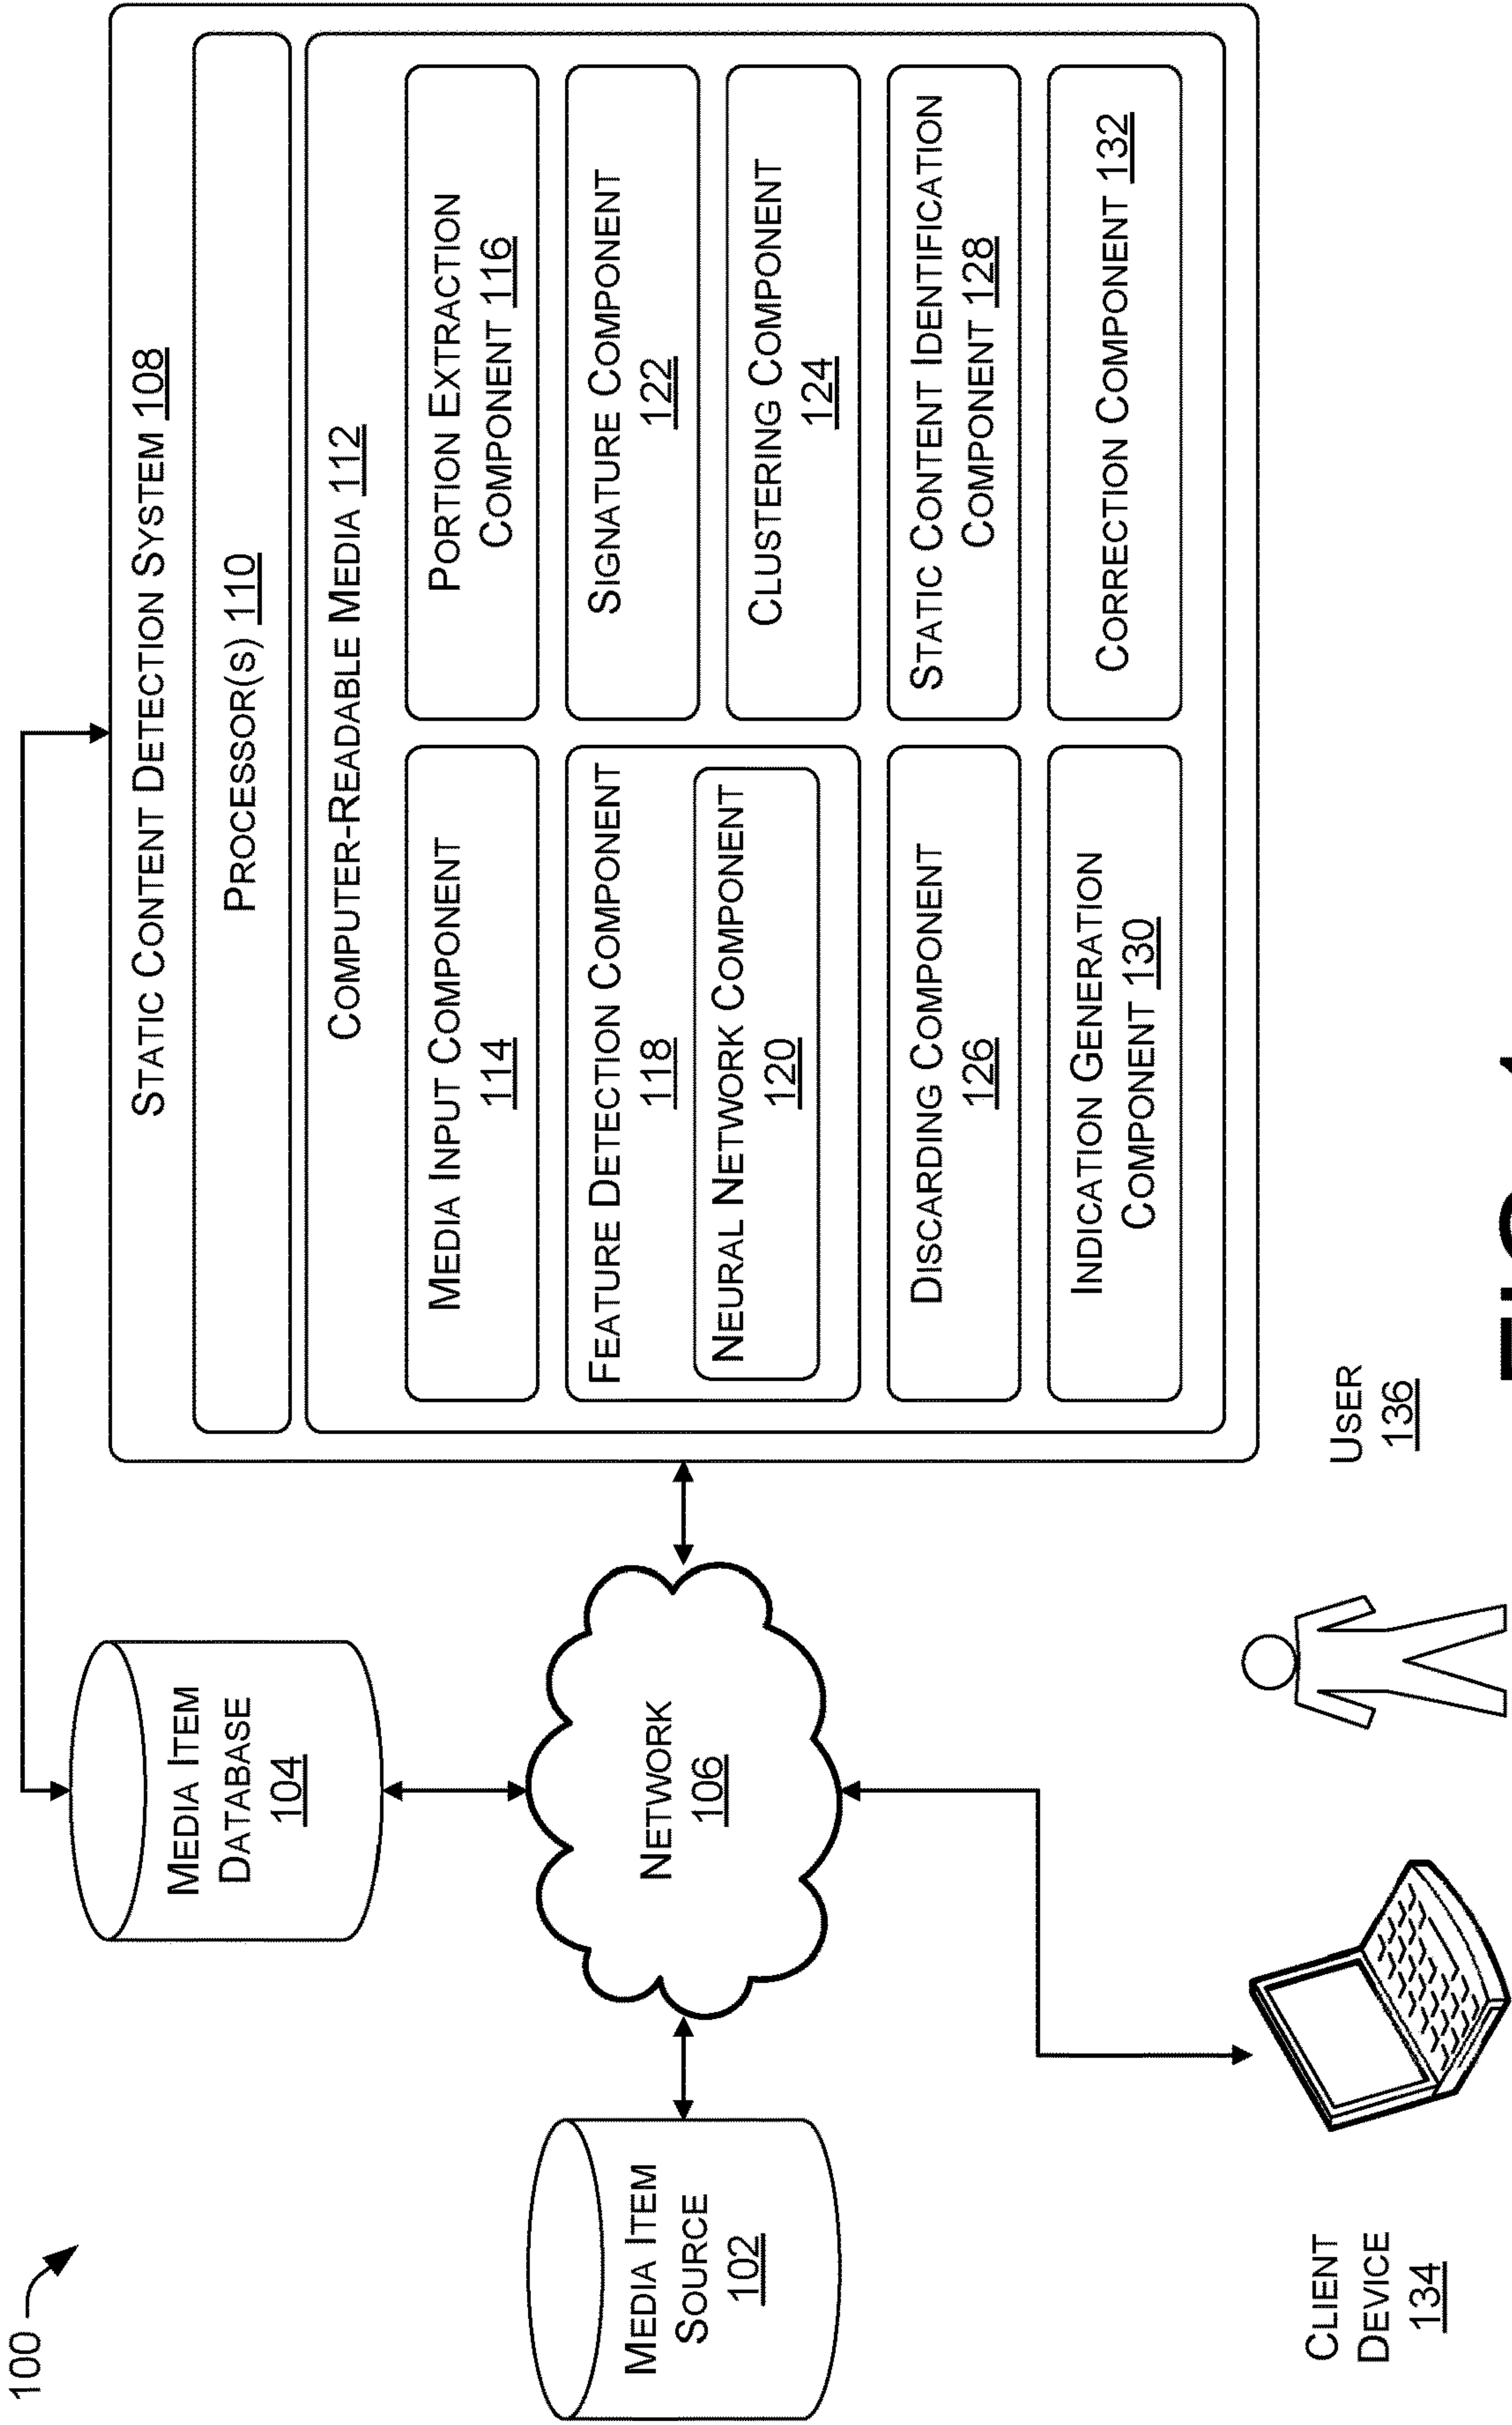 100
MEDIA ITEM
DATABASE
104
MEDIA ITEM
SOURCE
102
NETWORK
106
CLIENT
DEVICE
134
USER
136
STATIC CONTENT DETECTION SYSTEM 108
PROCESSOR(S) 110
COMPUTER-READABLE MEDIA 112
MEDIA INPUT COMPONENT
114
PORTION EXTRACTION
COMPONENT 116
FEATURE DETECTION COMPONENT
118
NEURAL NETWORK COMPONENT
120
SIGNATURE COMPONENT
122
CLUSTERING COMPONENT
124
DISCARDING COMPONENT
126
STATIC CONTENT IDENTIFICATION
COMPONENT 128
INDICATION GENERATION
COMPONENT 130
CORRECTION COMPONENT 132